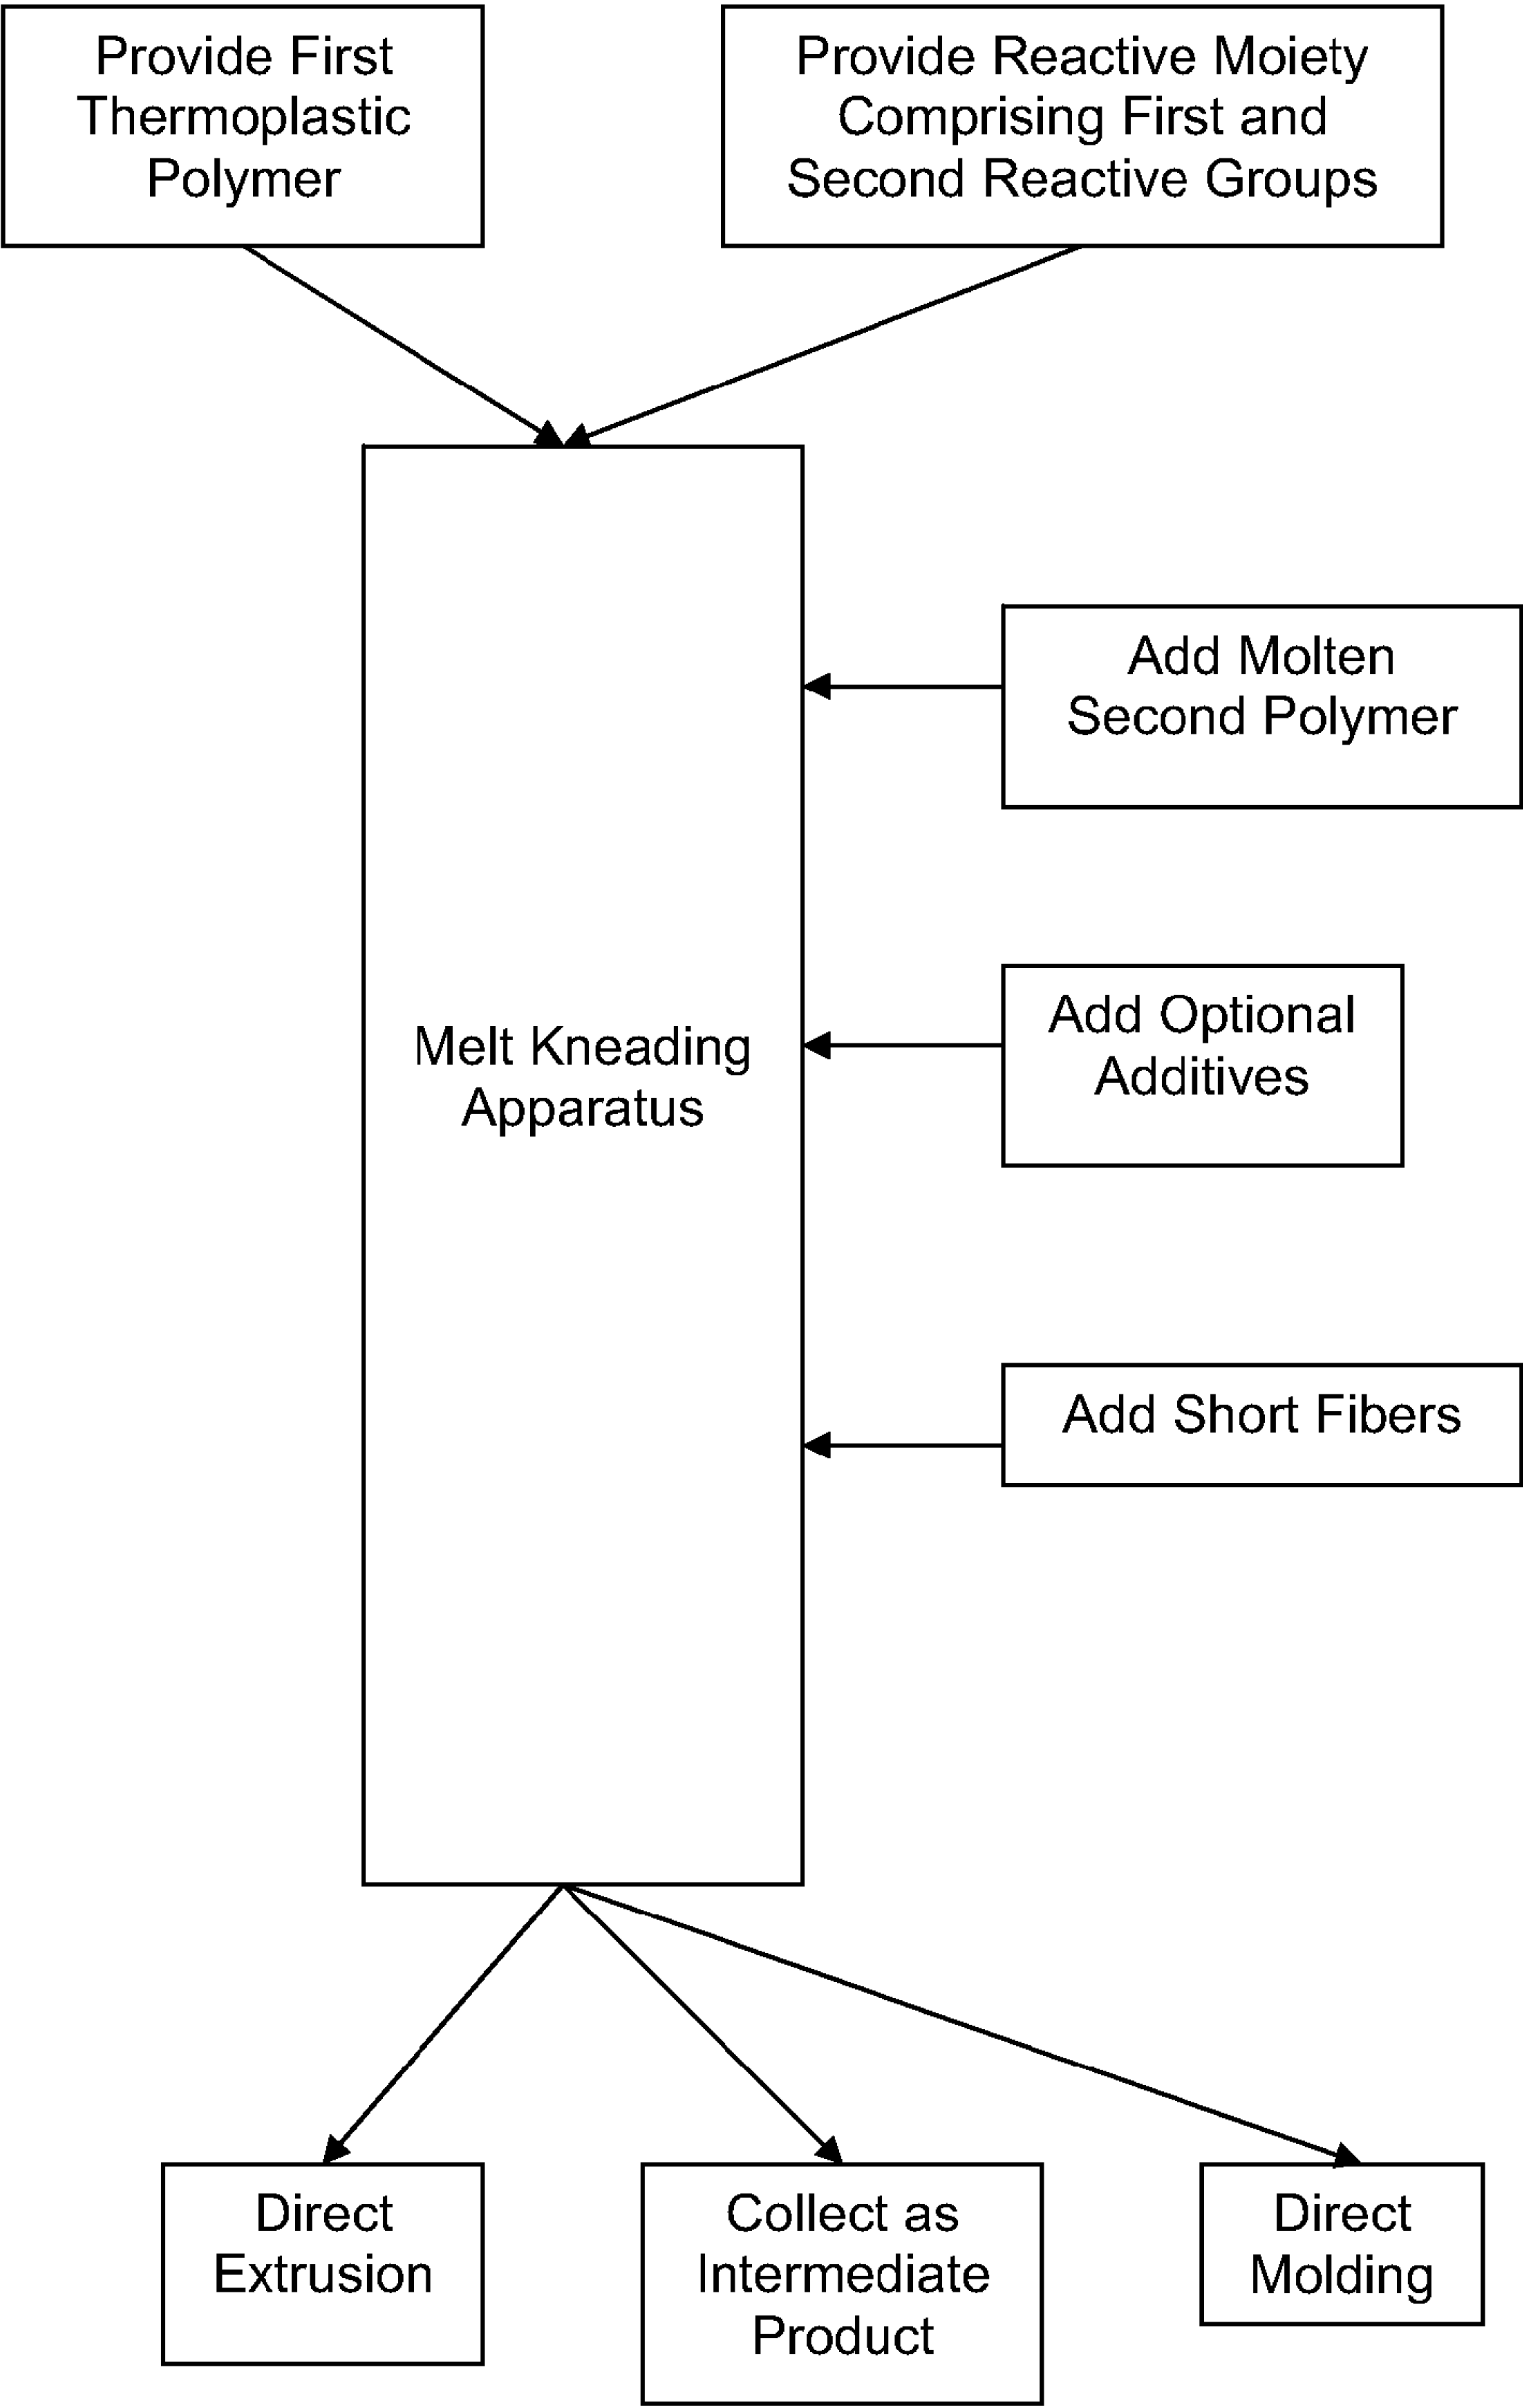 Provide First
Thermoplastic
Polymer
Provide Reactive Moiety
Comprising First and
Second Reactive Groups
Add Molten
Second Polymer
Melt Kneading
Apparatus
Add Optional
Additives
Add Short Fibers
Direct
Extrusion
Collect as
Intermediate
Product
Direct
Molding